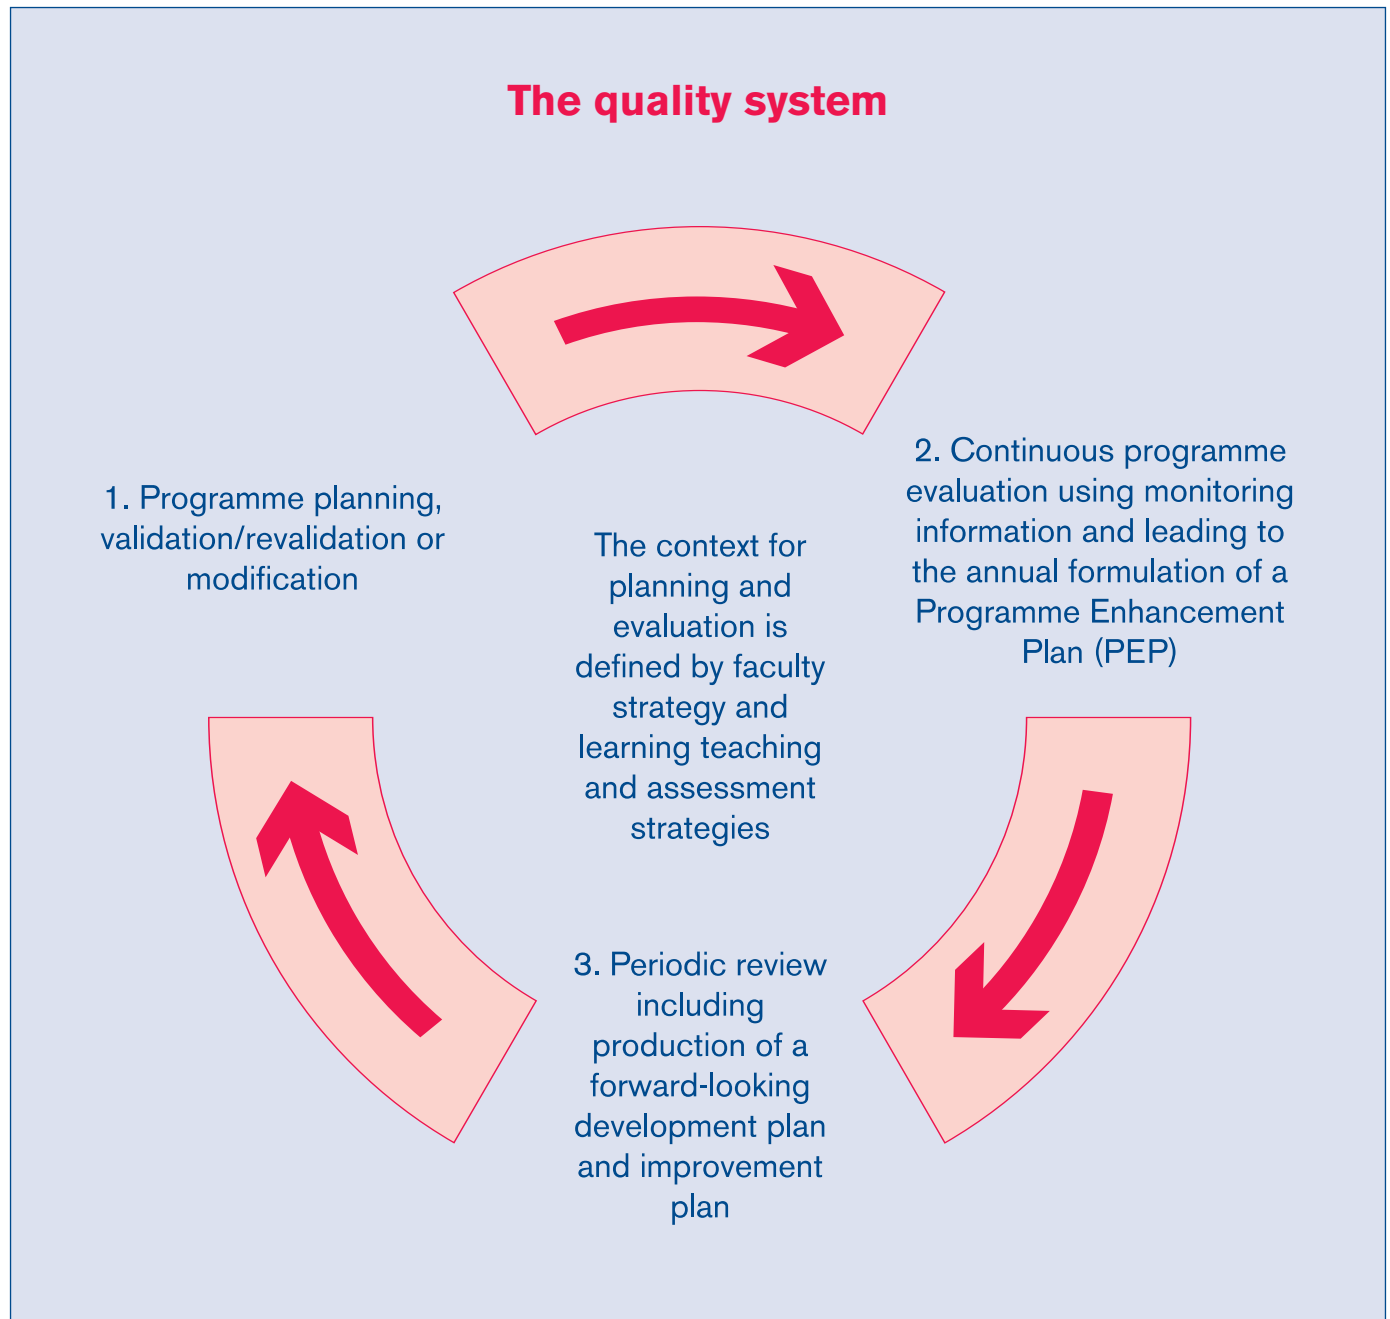 The quality system
1. Programme planning,
validation/revalidation or
modification
2. Continuous programme
evaluation using monitoring
information and leading to
the annual formulation of a
Programme Enhancement
Plan (PEP)
The context for
planning and
evaluation is
defined by faculty
strategy and
learning teaching
and assessment
strategies
3. Periodic review
including
production of a
forward-looking
development plan
and improvement
plan